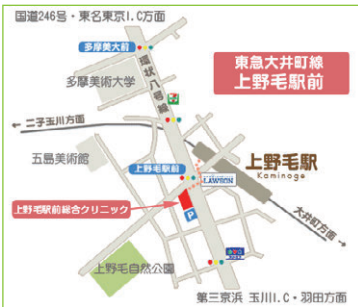 国道246号・東名東京I.C方面
多摩美大前
環状八号線
東急大井町線
上野毛駅前
多摩美術大学
二子玉川方面
五島美術館
上野毛駅前
上野毛駅
Kaminoge
LAWSON
上野毛駅前総合クリニック
P
大井町方面
上野毛自然公園
第三京浜 玉川I.C・羽田方面